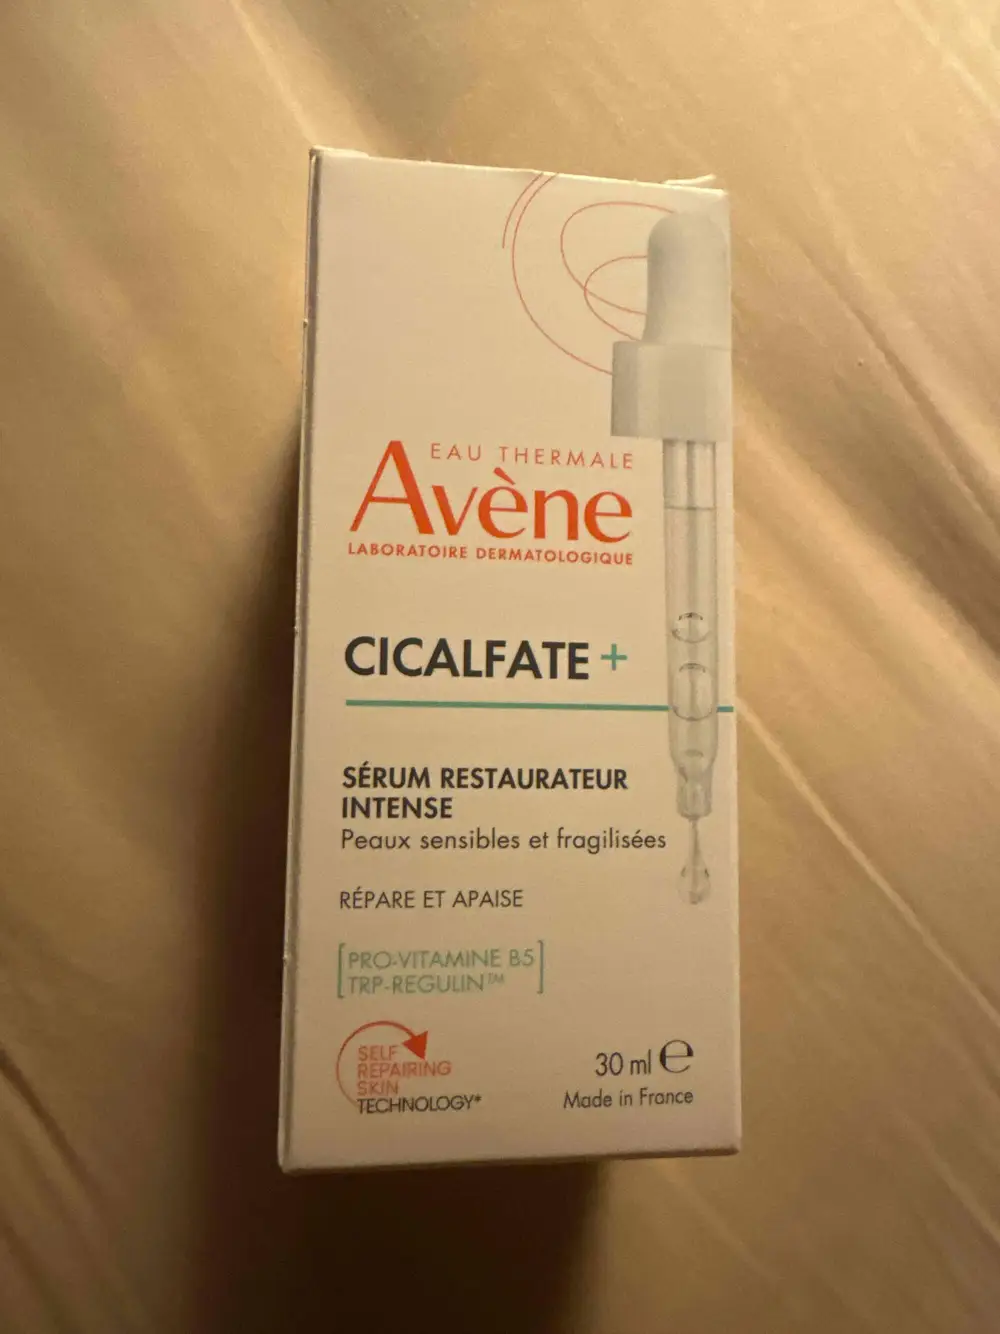 EAU THERMALE
Avène
LABORATOIRE DERMATOLOGIQUE
CICALFATE +
SÉRUM RESTAURATEUR
INTENSE
Peaux sensibles et fragilisées
RÉPARE ET APAISE
[PRO-VITAMINE B5
TRP-REGULIN™]
SELF
REPAIRING
SKIN
TECHNOLOGY*
30 ml ℮
Made in France